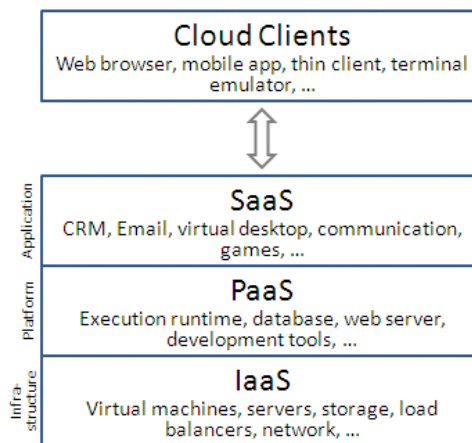 Cloud Clients
Web browser, mobile app, thin client, terminal
emulator, ...
Application
SaaS
CRM, Email, virtual desktop, communication,
games, ...
Platform
PaaS
Execution runtime, database, web server,
development tools, ...
Infra-
structure
IaaS
Virtual machines, servers, storage, load
balancers, network, ...